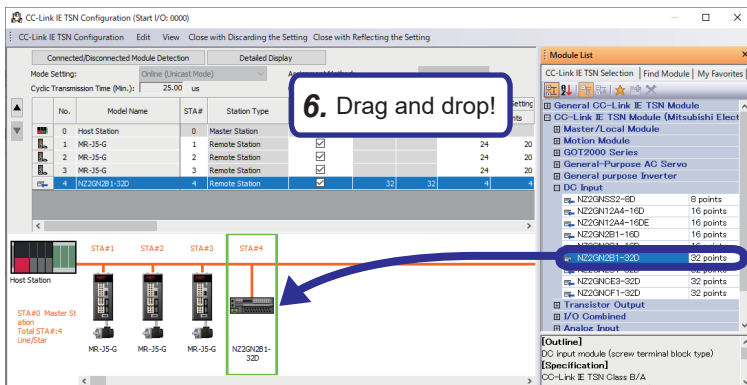 CC-Link IE TSN Configuration (Start I/O: 0000)
CC-Link IE TSN Configuration Edit View Close with Discarding the Setting Close with Reflecting the Setting
Connected/Disconnected Module Detection Detailed Display
Mode Setting: Online (Unicast Mode)
Cyclic Transmission Time (Min.): 25.00 us
6. Drag and drop!
No. Model Name STA# Station Type
0 Host Station 0 Master Station
1 MR-J5-G 1 Remote Station 24 20
2 MR-J5-G 2 Remote Station 24 20
3 MR-J5-G 3 Remote Station 24 20
4 NZ2GN2B1-32D 4 Remote Station 32 32 4 4
STA#1 STA#2 STA#3 STA#4
Host Station
STA#0 Master St
ation
Total STA#:4
Line/Star
MR-J5-G MR-J5-G MR-J5-G NZ2GN2B1-
32D
Module List
CC-Link IE TSN Selection Find Module My Favorites
General CC-Link IE TSN Module
CC-Link IE TSN Module (Mitsubishi Elect
Master/Local Module
Motion Module
GOT2000 Series
General-Purpose AC Servo
General purpose Inverter
DC Input
NZ2GNSS2-8D 8 points
NZ2GN12A4-16D 16 points
NZ2GN12A4-16DE 16 points
NZ2GN2B1-16D 16 points
NZ2GN2B1-32D 32 points
NZ2GNCE3-32D 32 points
NZ2GNCF1-32D 32 points
Transistor Output
I/O Combined
Analog Input
[Outline]
DC input module (screw terminal block type)
[Specification]
CC-Link IE TSN Class B/A